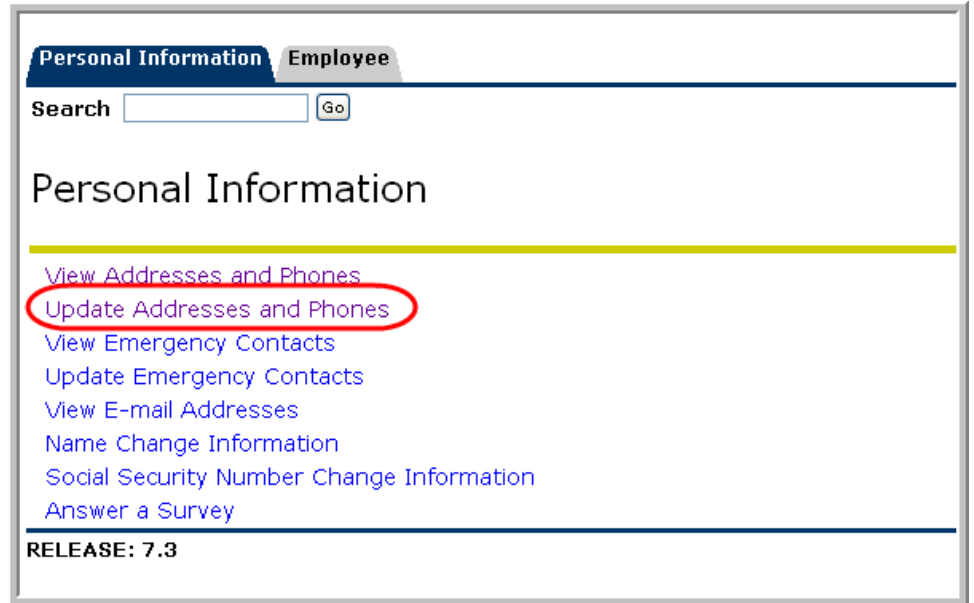 Personal Information Employee
Search Go
Personal Information
View Addresses and Phones
Update Addresses and Phones
View Emergency Contacts
Update Emergency Contacts
View E-mail Addresses
Name Change Information
Social Security Number Change Information
Answer a Survey
RELEASE: 7.3